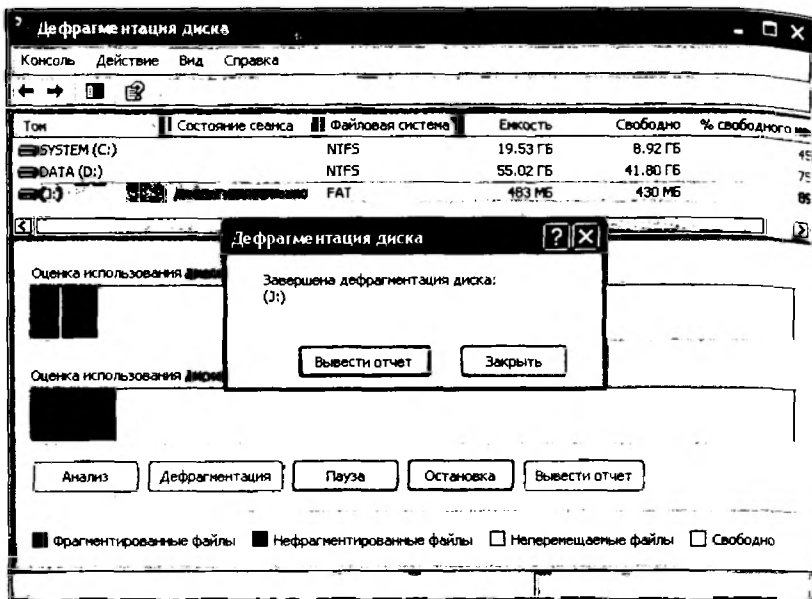 Дефрагментация диска
Консоль Действие Вид Справка
Том Состояние сеанса Файловая система Емкость Свободно % свободного
SYSTEM (C:) NTFS 19.53 ГБ 8.92 ГБ 45
DATA (D:) NTFS 55.02 ГБ 41.80 ГБ 75
(J:) FAT 483 МБ 430 МБ
Дефрагментация диска
Завершена дефрагментация диска:
(J:)
Вывести отчет Закрыть
Оценка использования
Оценка использования
Анализ Дефрагментация Пауза Остановка Вывести отчет
Фрагментированные файлы Нефрагментированные файлы Неперемещаемые файлы Свободно